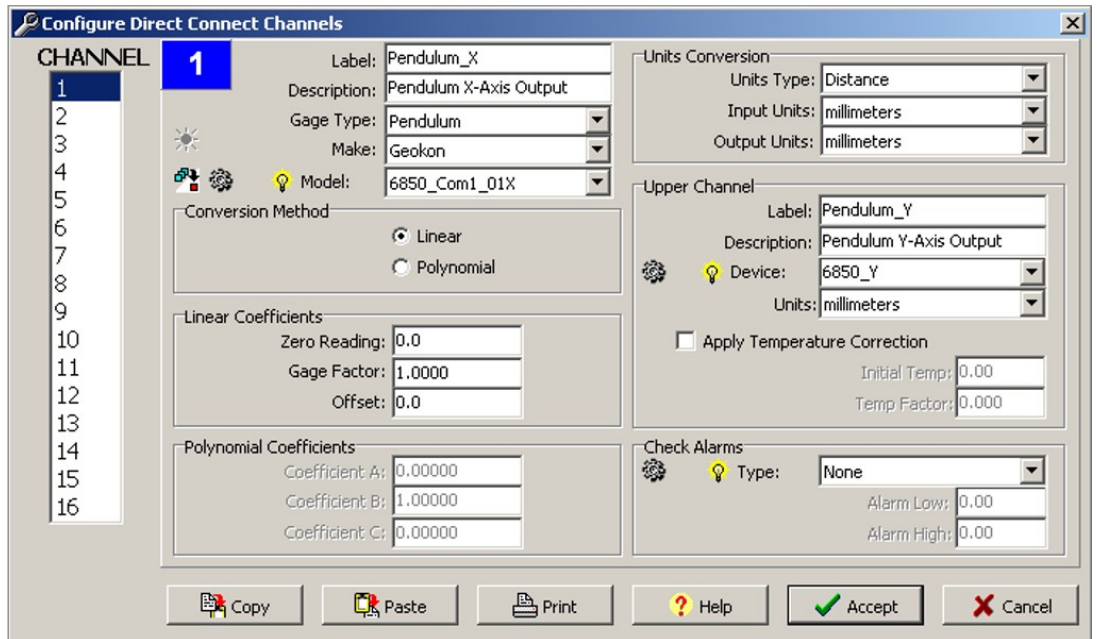 Configure Direct Connect Channels
CHANNEL
1
2
3
4
5
6
7
8
9
10
11
12
13
14
15
16
1
Label: Pendulum_X
Description: Pendulum X-Axis Output
Gage Type: Pendulum
Make: Geokon
Model: 6850_Com1_01X
Conversion Method
Linear
Polynomial
Linear Coefficients
Zero Reading: 0.0
Gage Factor: 1.0000
Offset: 0.0
Polynomial Coefficients
Coefficient A: 0.00000
Coefficient B: 1.00000
Coefficient C: 0.00000
Units Conversion
Units Type: Distance
Input Units: millimeters
Output Units: millimeters
Upper Channel
Label: Pendulum_Y
Description: Pendulum Y-Axis Output
Device: 6850_Y
Units: millimeters
Apply Temperature Correction
Initial Temp: 0.00
Temp Factor: 0.000
Check Alarms
Type: None
Alarm Low: 0.00
Alarm High: 0.00
Copy
Paste
Print
? Help
Accept
Cancel